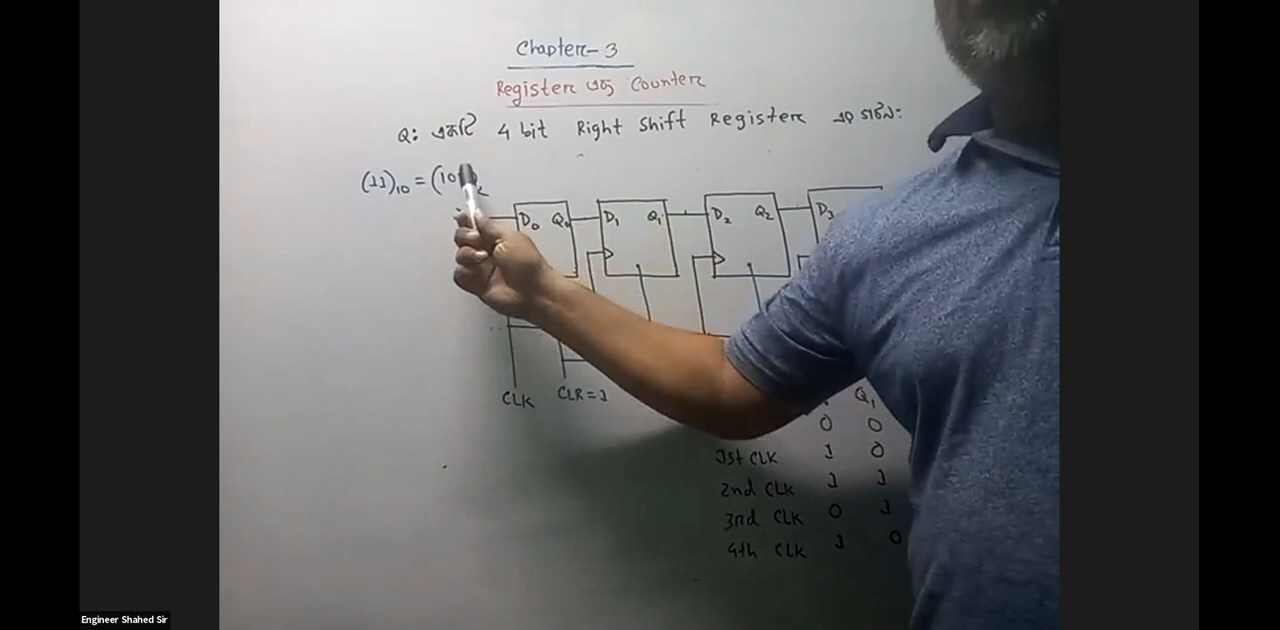 Chapter-3
Register এবং Counter
Q: একটি 4 bit Right Shift Register এর গঠন:
(11)10 = (10
D0 Q0 D1 Q1 D2 Q2 D3
CLK CLR=1
Q1
0 0
1st CLK 1 0
2nd CLK 1 1
3rd CLK 0 1
4th CLK 1 0
Engineer Shahed Sir